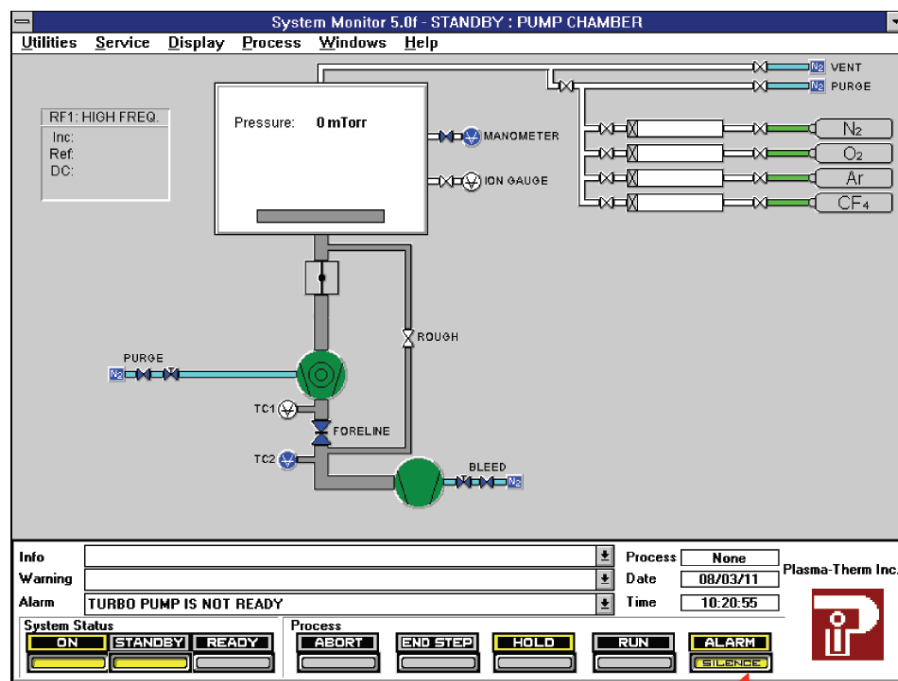 System Monitor 5.0f - STANDBY : PUMP CHAMBER
Utilities Service Display Process Windows Help
N2 VENT
N2 PURGE
RF1: HIGH FREQ.
Inc:
Ref:
DC:
Pressure: 0 mTorr
MANOMETER
ION GAUGE
N₂
O₂
Ar
CF₄
ROUGH
PURGE
N2
TC1
FORELINE
TC2
BLEED
N2
Info
Warning
Alarm TURBO PUMP IS NOT READY
Process None
Date 08/03/11
Time 10:20:55
Plasma-Therm Inc.
System Status
ON STANDBY READY
Process
ABORT END STEP HOLD RUN ALARM
SILENCE